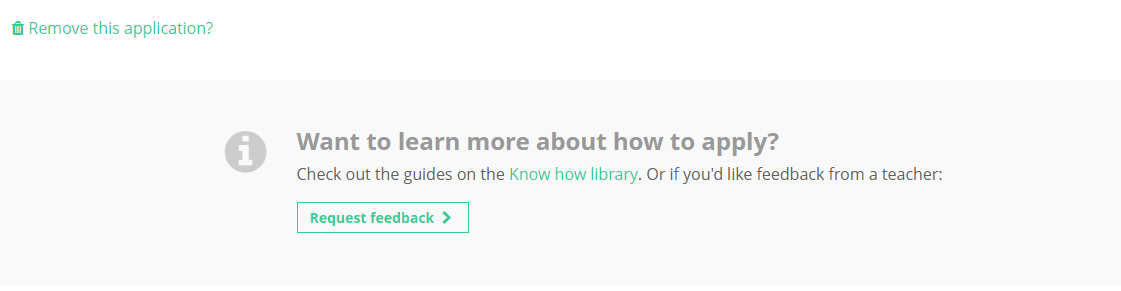 Remove this application?
Want to learn more about how to apply?
Check out the guides on the Know how library. Or if you'd like feedback from a teacher:
Request feedback